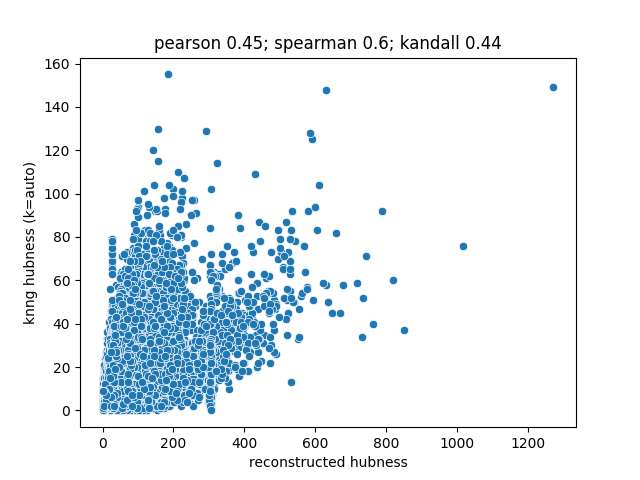 pearson 0.45; spearman 0.6; kandall 0.44
160
140
120
100
80
60
40
20
0
knng hubness (k=auto)
0 200 400 600 800 1000 1200
reconstructed hubness